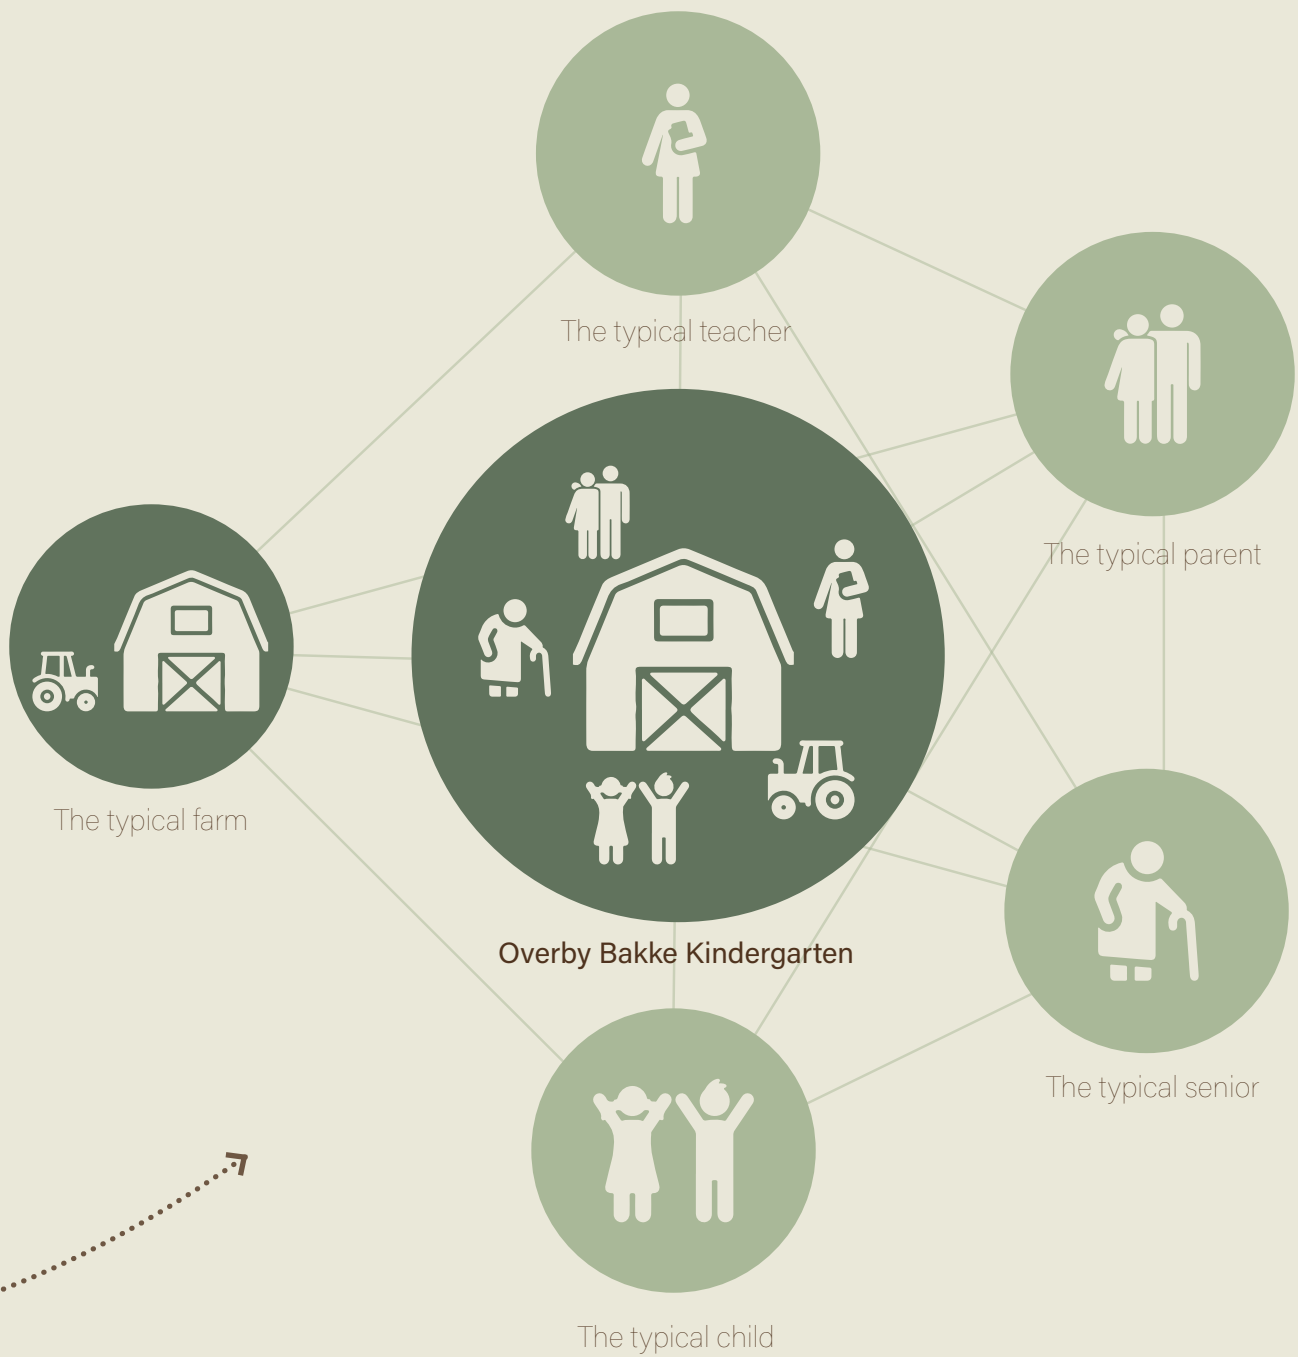 The typical teacher
The typical parent
The typical farm
Overby Bakke Kindergarten
The typical senior
The typical child